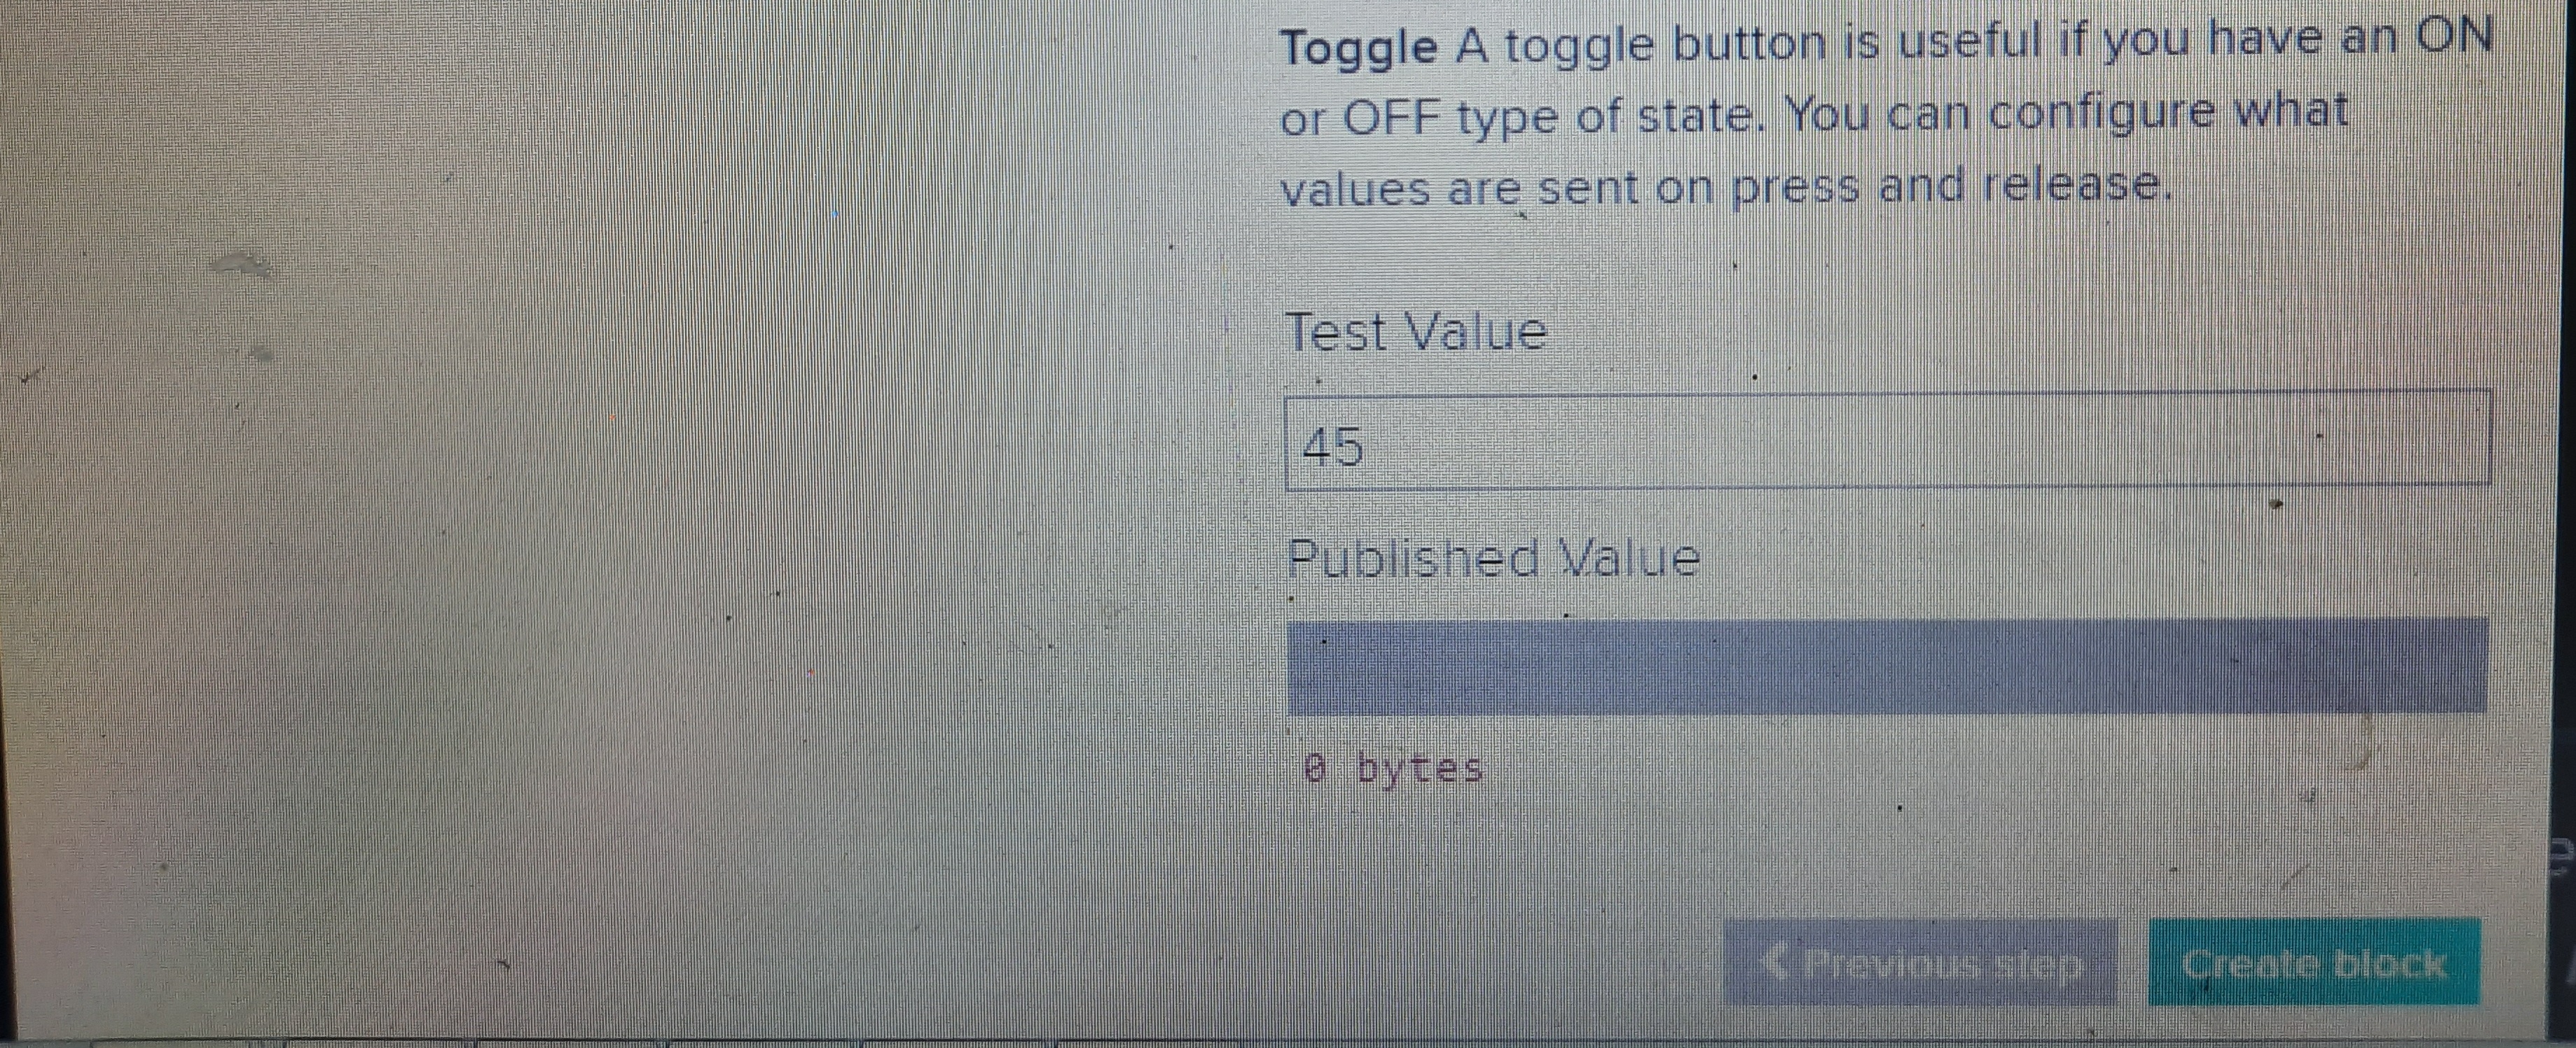 Toggle A toggle button is useful if you have an ON
or OFF type of state. You can configure what
values are sent on press and release.
Test Value
45
Published Value
0 bytes
Previous step
Create block